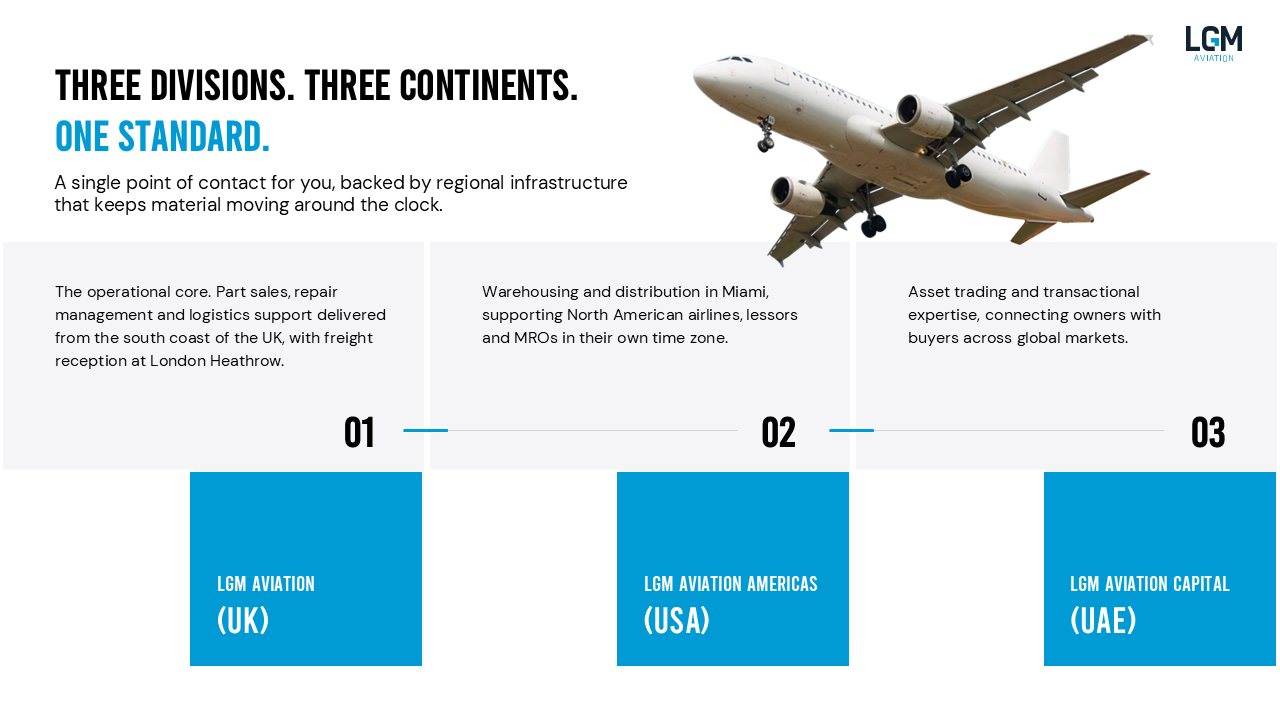 LGM
AVIATION
THREE DIVISIONS. THREE CONTINENTS.
ONE STANDARD.
A single point of contact for you, backed by regional infrastructure
that keeps material moving around the clock.
The operational core. Part sales, repair
management and logistics support delivered
from the south coast of the UK, with freight
reception at London Heathrow.
01
LGM AVIATION
(UK)
Warehousing and distribution in Miami,
supporting North American airlines, lessors
and MROs in their own time zone.
02
LGM AVIATION AMERICAS
(USA)
Asset trading and transactional
expertise, connecting owners with
buyers across global markets.
03
LGM AVIATION CAPITAL
(UAE)